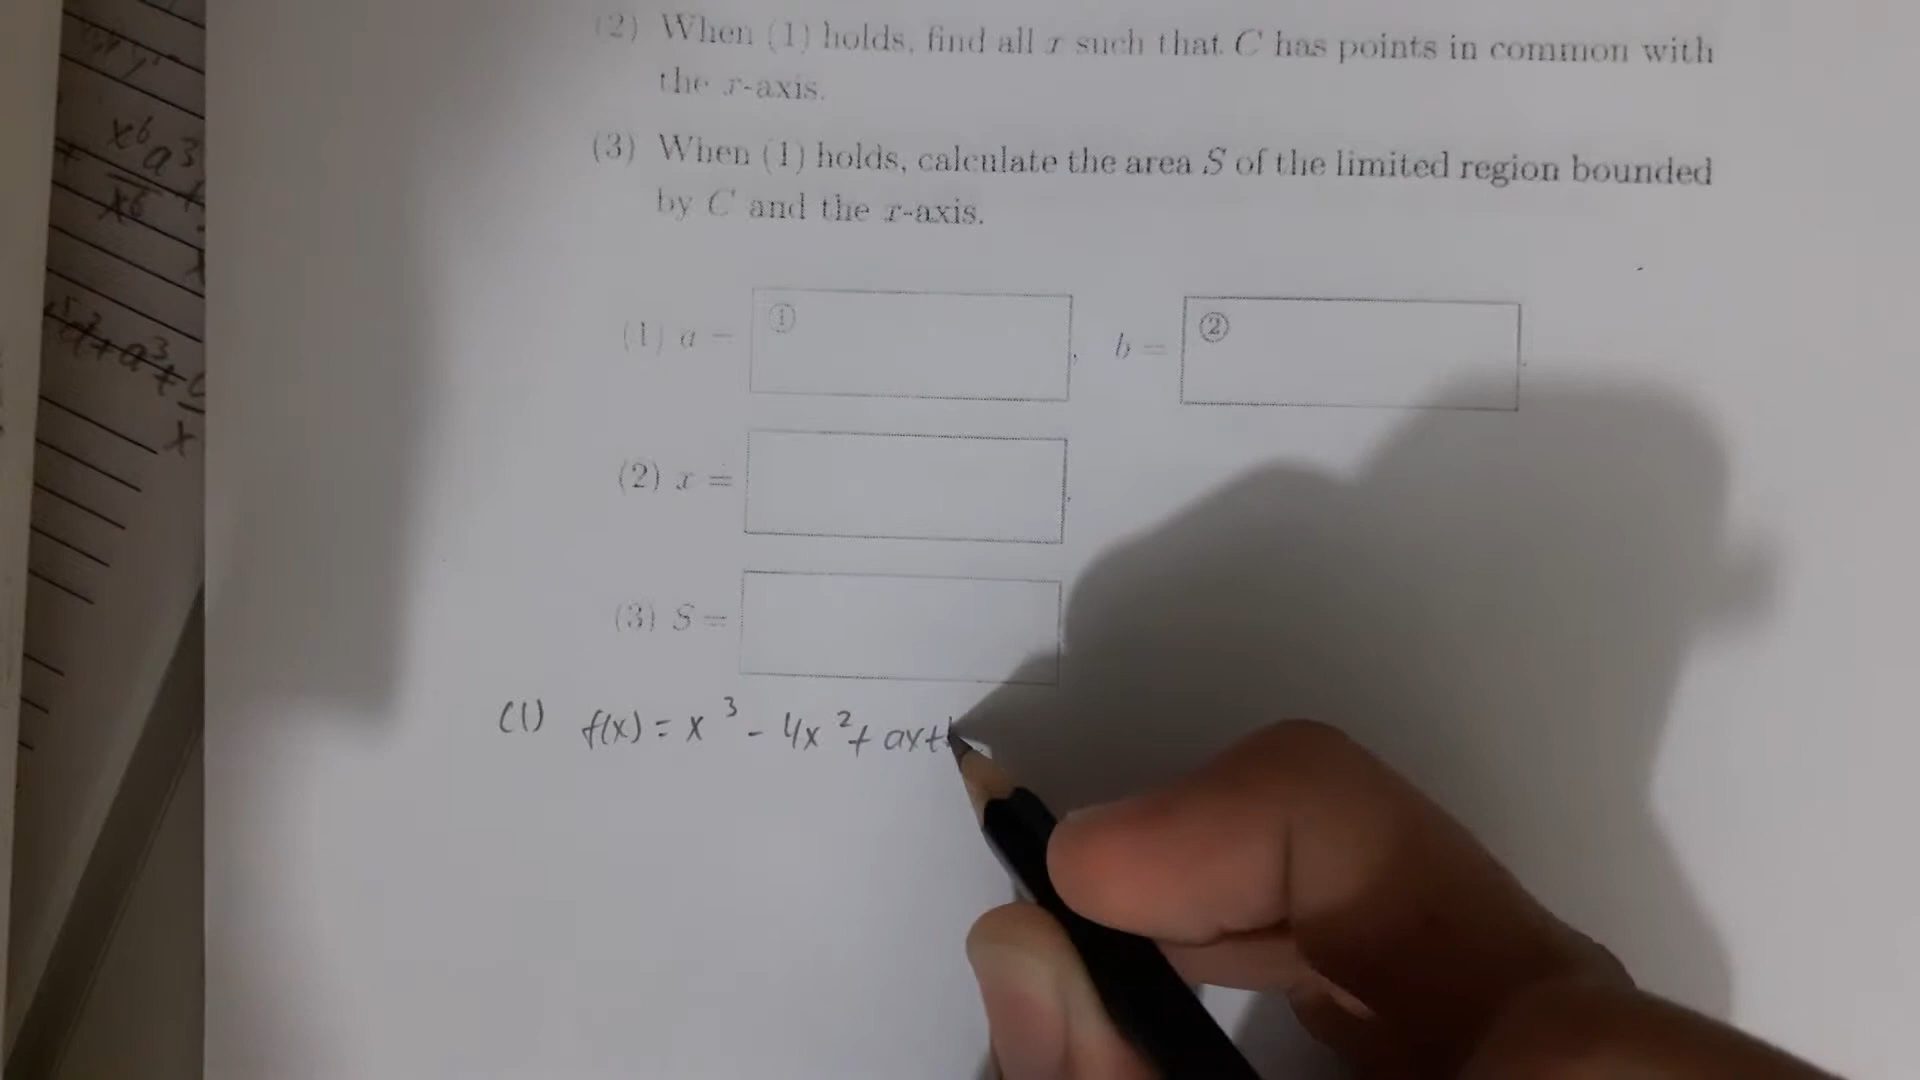 (2) When (1) holds, find all x such that C has points in common with
the x-axis.
(3) When (1) holds, calculate the area S of the limited region bounded
by C and the x-axis.
(1) a = ① , b = ② .
(2) x = ,
(3) S =
(1) f(x) = x³ - 4x² + ax+
x⁶a³
x⁶
x